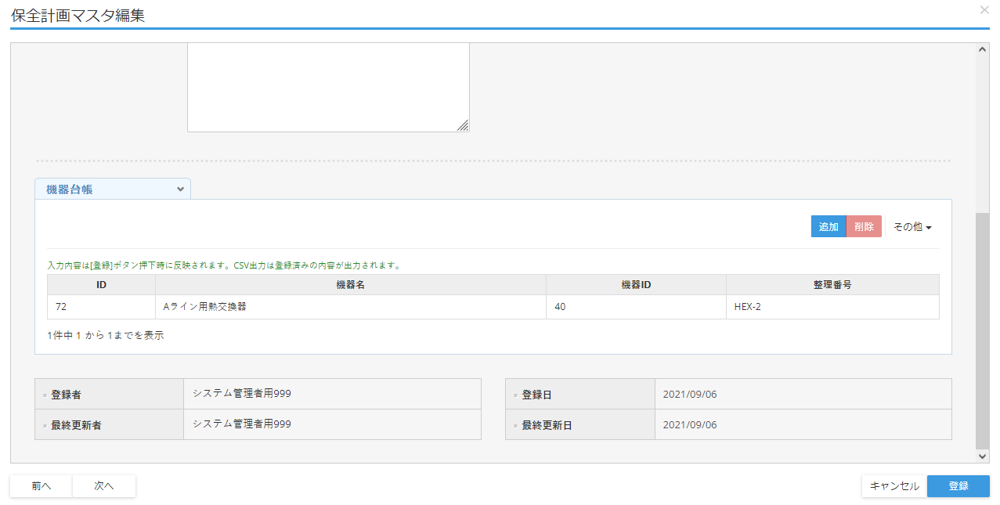 保全計画マスタ編集
機器台帳
追加 削除 その他
入力内容は[登録]ボタン押下時に反映されます。CSV出力は登録済みの内容が出力されます。
ID 機器名 機器ID 整理番号
72 Aライン用熱交換器 40 HEX-2
1件中 1 から 1までを表示
登録者 システム管理者用999 登録日 2021/09/06
最終更新者 システム管理者用999 最終更新日 2021/09/06
前へ 次へ キャンセル 登録